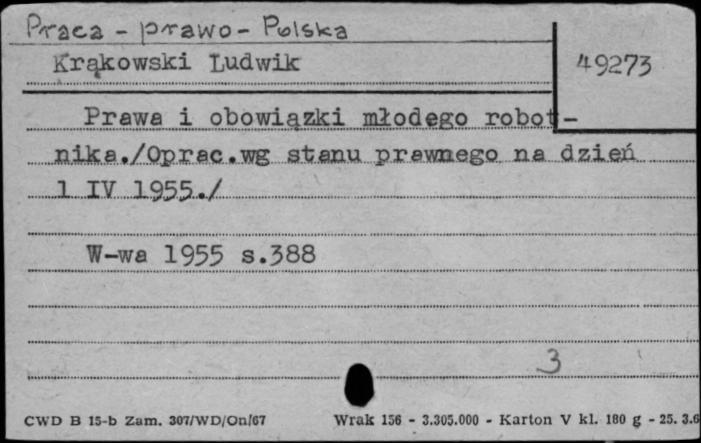 Praca - prawo - Polska
Krąkowski Ludwik
49273
Prawa i obowiązki młodego robot-
nika./Oprac.wg stanu prawnego na dzień
1 IV 1955./
W-wa 1955 s.388
3
CWD B 15-b Zam. 307/WD/On/67 Wrak 156 - 3.305.000 - Karton V kl. 180 g - 25. 3.6